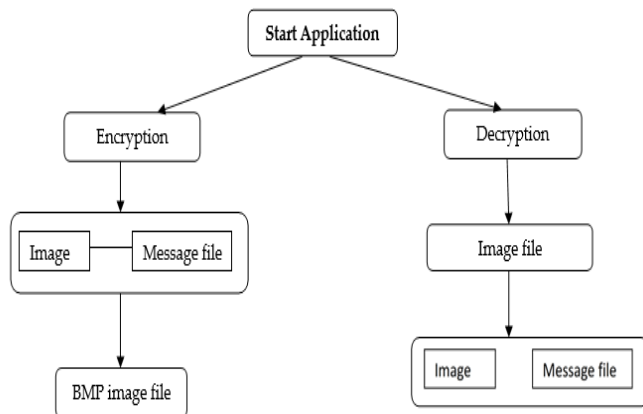 Start Application
Encryption
Decryption
Image
Message file
Image file
BMP image file
Image
Message file